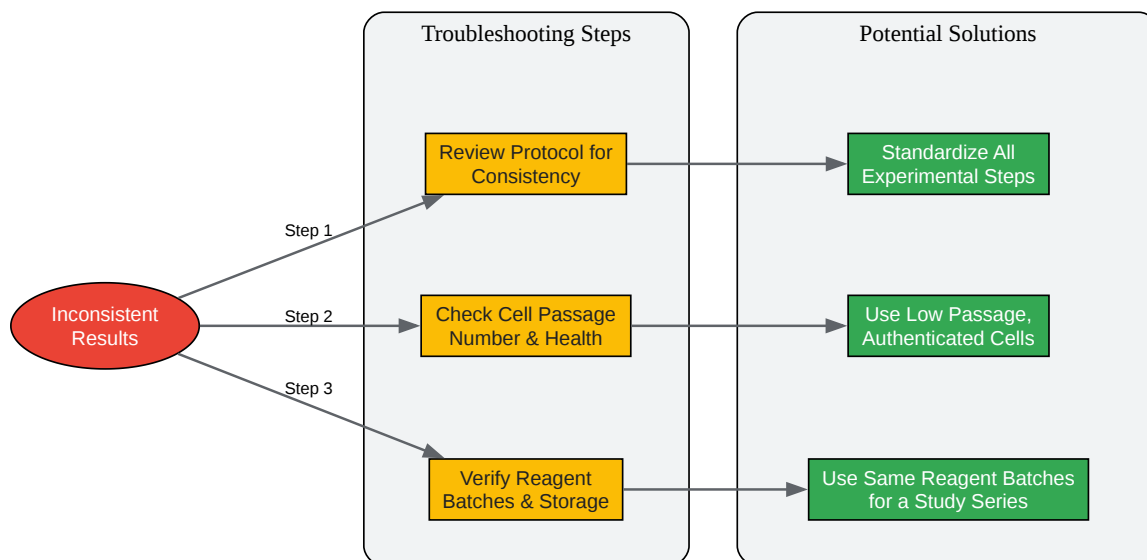 Troubleshooting Steps
Potential Solutions
Review Protocol for
Consistency
Standardize All
Experimental Steps
Step 1
Inconsistent
Results
Step 2
Check Cell Passage
Number & Health
Use Low Passage,
Authenticated Cells
Step 3
Verify Reagent
Batches & Storage
Use Same Reagent Batches
for a Study Series